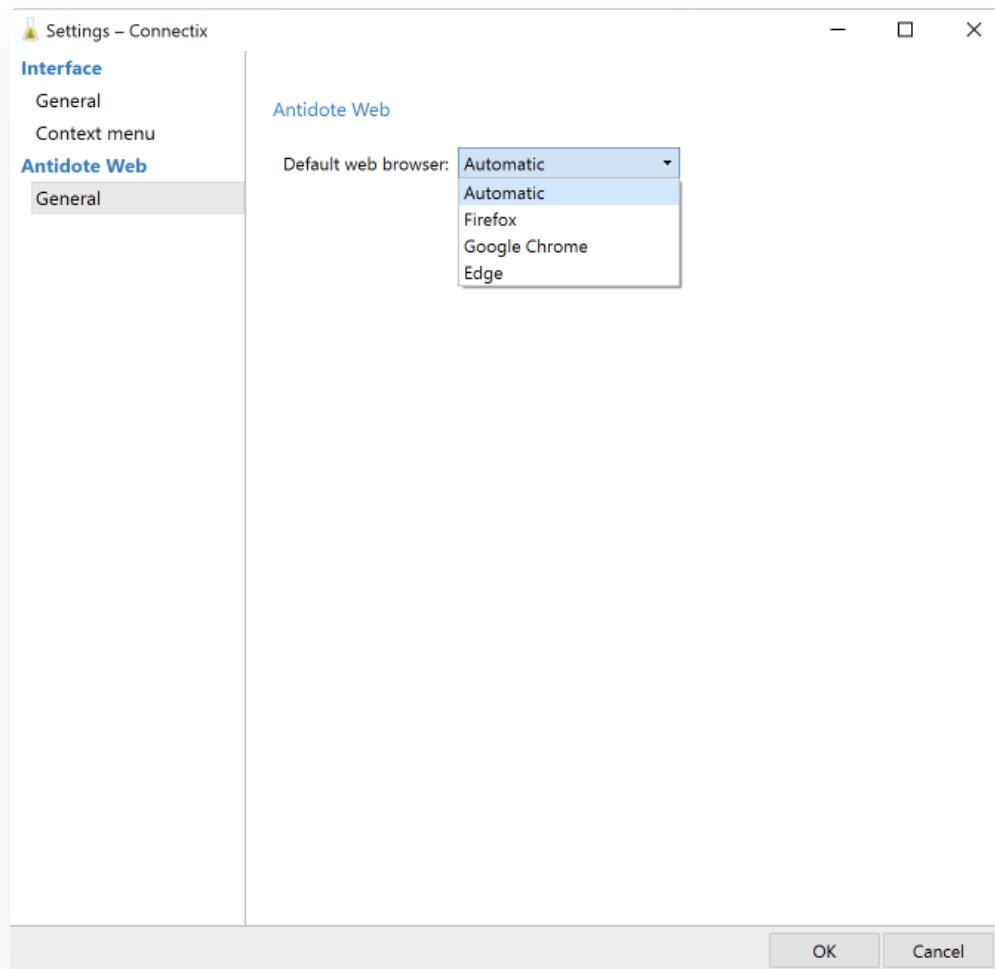 Settings – Connectix
Interface
General
Context menu
Antidote Web
General
Antidote Web
Default web browser: Automatic
Automatic
Firefox
Google Chrome
Edge
OK Cancel